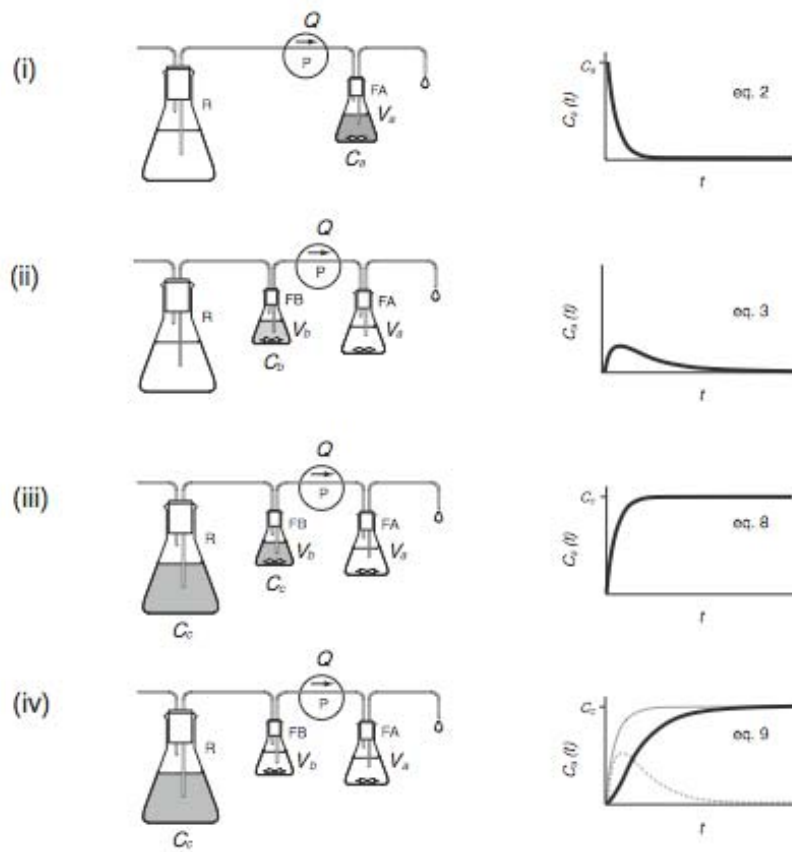 (i)
Q
P
R
FA
Va
Ca
Ca (t)
eq. 2
t
(ii)
Q
P
R
FB
Vb
Cb
FA
Va
Ca (t)
eq. 3
t
(iii)
Q
P
R
Cc
FB
Vb
Cc
FA
Va
Cc
Ca (t)
eq. 8
t
(iv)
Q
P
R
Cc
FB
Vb
FA
Va
Cc
Ca (t)
eq. 9
t